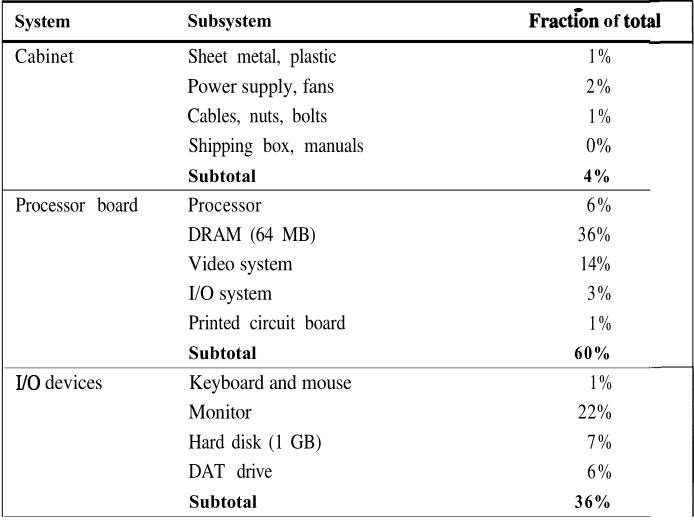 System Subsystem Fraction of total
Cabinet Sheet metal, plastic 1%
Power supply, fans 2%
Cables, nuts, bolts 1%
Shipping box, manuals 0%
Subtotal 4%
Processor board Processor 6%
DRAM (64 MB) 36%
Video system 14%
I/O system 3%
Printed circuit board 1%
Subtotal 60%
I/O devices Keyboard and mouse 1%
Monitor 22%
Hard disk (1 GB) 7%
DAT drive 6%
Subtotal 36%